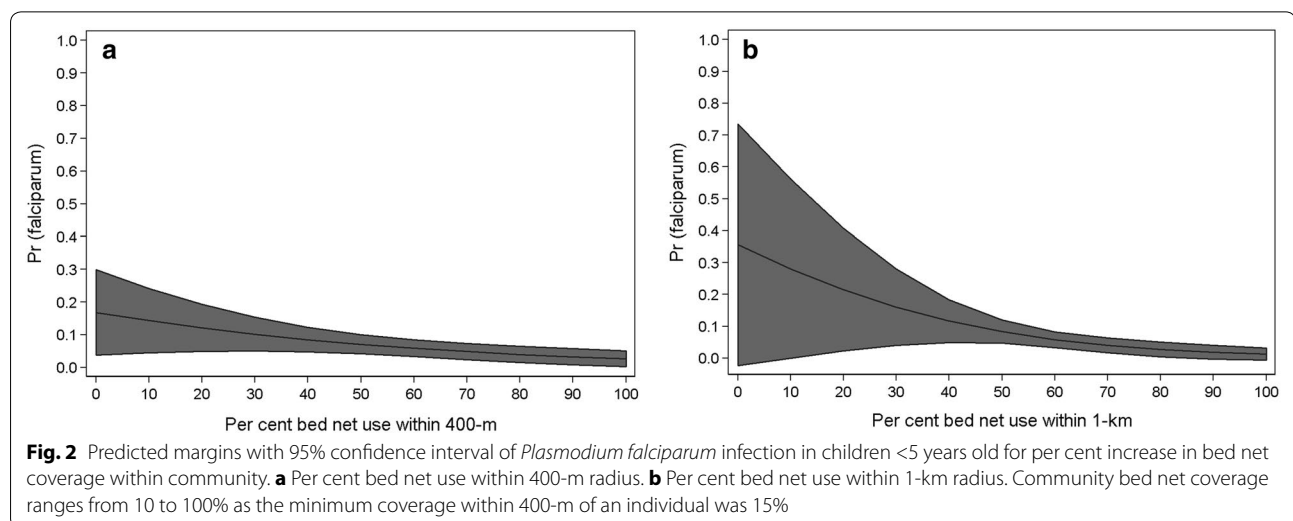 a
1.0
0.9
0.8
0.7
0.6
0.5
0.4
0.3
0.2
0.1
0.0
Pr (falciparum)
0 10 20 30 40 50 60 70 80 90 100
Per cent bed net use within 400-m
b
1.0
0.9
0.8
0.7
0.6
0.5
0.4
0.3
0.2
0.1
0.0
Pr (falciparum)
0 10 20 30 40 50 60 70 80 90 100
Per cent bed net use within 1-km
Fig. 2 Predicted margins with 95% confidence interval of Plasmodium falciparum infection in children <5 years old for per cent increase in bed net
coverage within community. a Per cent bed net use within 400-m radius. b Per cent bed net use within 1-km radius. Community bed net coverage
ranges from 10 to 100% as the minimum coverage within 400-m of an individual was 15%